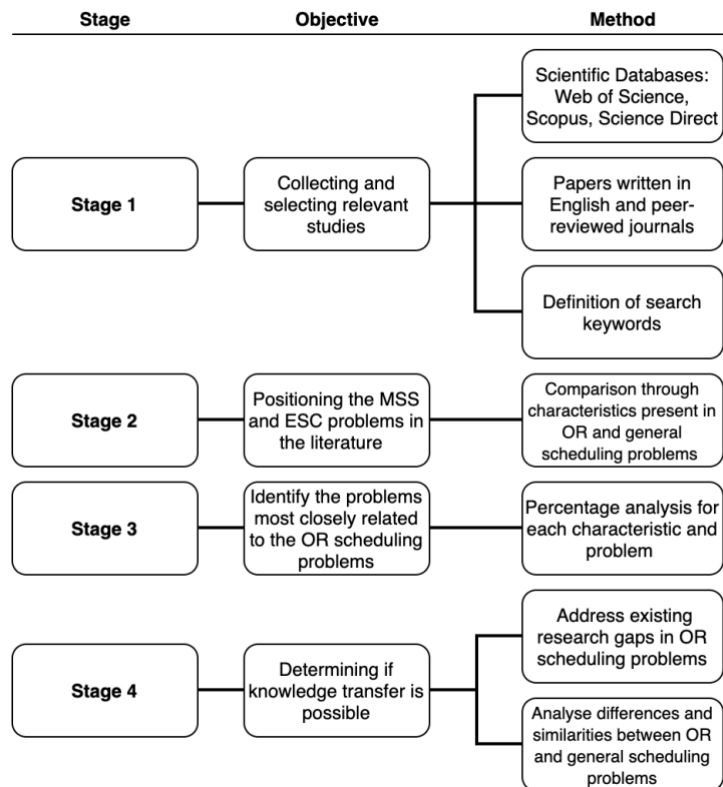 Stage
Objective
Method
Stage 1
Collecting and
selecting relevant
studies
Scientific Databases:
Web of Science,
Scopus, Science Direct
Papers written in
English and peer-
reviewed journals
Definition of search
keywords
Stage 2
Positioning the MSS
and ESC problems in
the literature
Comparison through
characteristics present in
OR and general
scheduling problems
Stage 3
Identify the problems
most closely related
to the OR scheduling
problems
Percentage analysis for
each characteristic and
problem
Stage 4
Determining if
knowledge transfer is
possible
Address existing
research gaps in OR
scheduling problems
Analyse differences and
similarities between OR
and general scheduling
problems